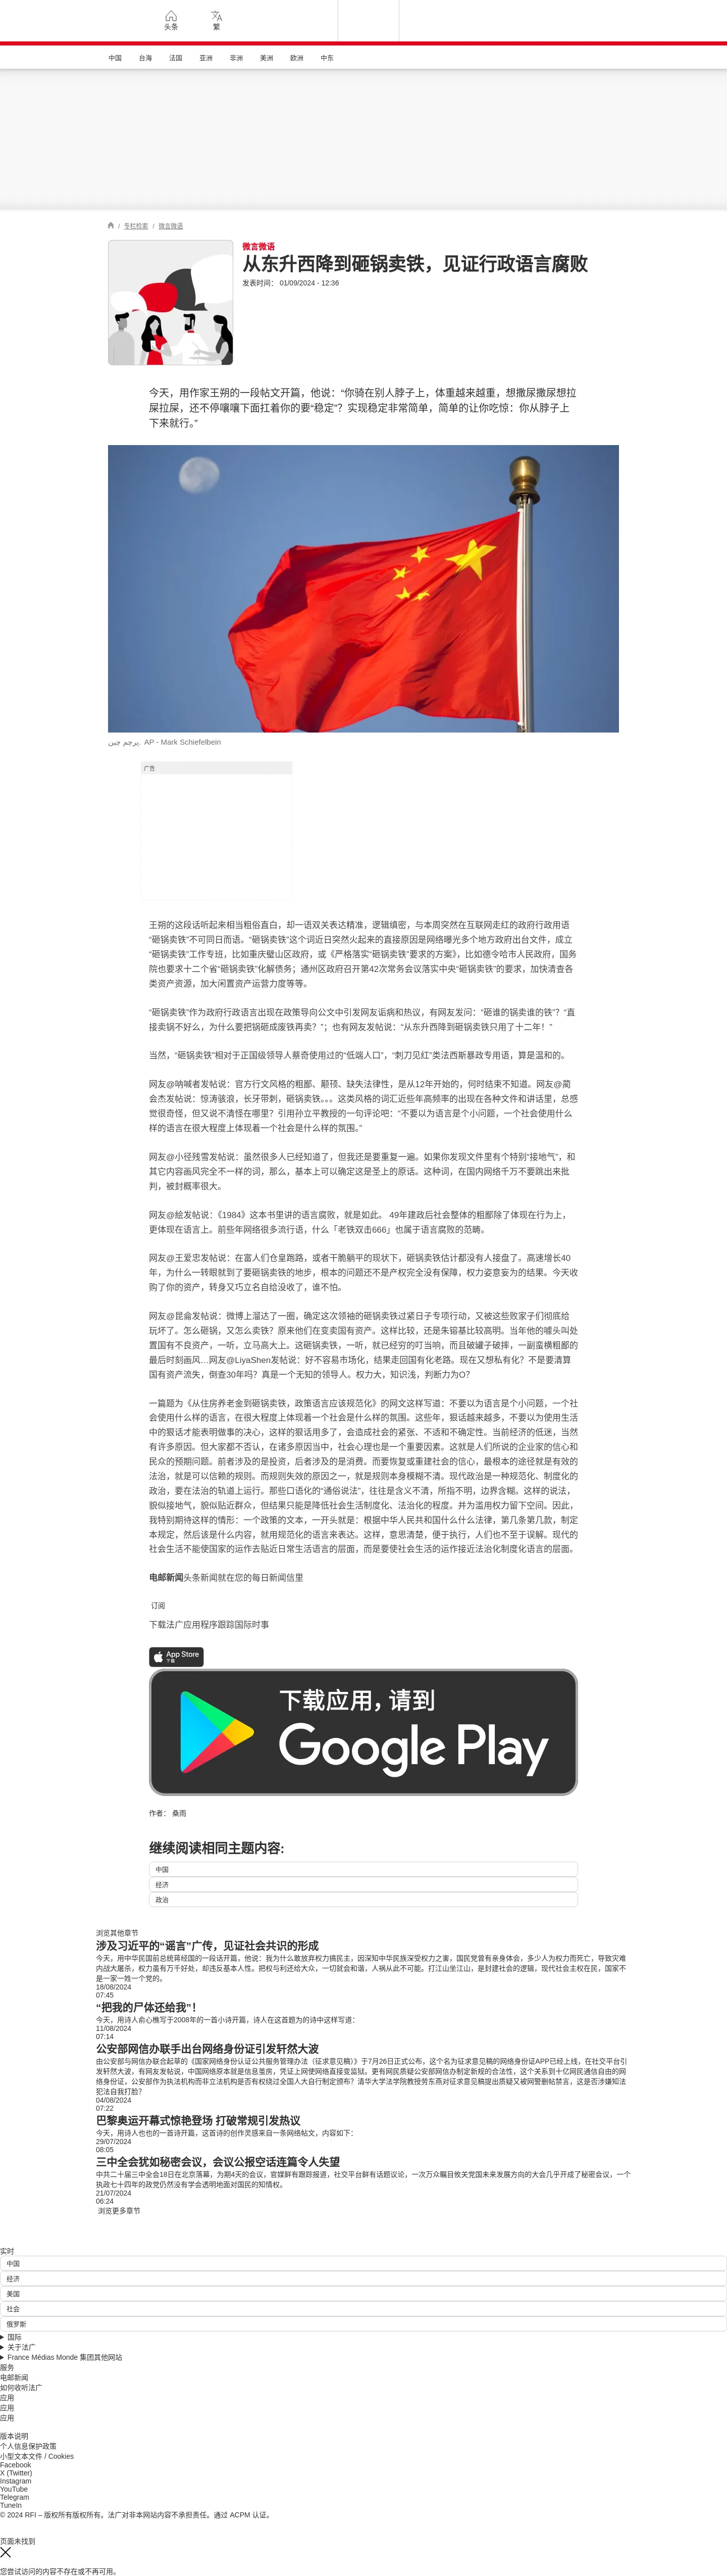 头条
繁
中国
台海
法国
亚洲
非洲
美洲
欧洲
中东
/ 专栏检索 / 微言微语
微言微语
从东升西降到砸锅卖铁，见证行政语言腐败
发表时间： 01/09/2024 - 12:36
今天，用作家王朔的一段帖文开篇，他说：“你骑在别人脖子上，体重越来越重，想撒尿撒尿想拉
屎拉屎，还不停嚷嚷下面扛着你的要“稳定”？实现稳定非常简单，简单的让你吃惊：你从脖子上
下来就行。”
پرچم چین. AP - Mark Schiefelbein
广告
王朔的这段话听起来相当粗俗直白，却一语双关表达精准，逻辑缜密，与本周突然在互联网走红的政府行政用语
“砸锅卖铁”不可同日而语。“砸锅卖铁”这个词近日突然火起来的直接原因是网络曝光多个地方政府出台文件，成立
“砸锅卖铁”工作专班，比如重庆璧山区政府，或《严格落实“砸锅卖铁”要求的方案》，比如德令哈市人民政府，国务
院也要求十二个省“砸锅卖铁”化解债务；通州区政府召开第42次常务会议落实中央“砸锅卖铁”的要求，加快清查各
类资产资源，加大闲置资产运营力度等等。
“砸锅卖铁”作为政府行政语言出现在政策导向公文中引发网友诟病和热议，有网友发问：“砸谁的锅卖谁的铁”？“直
接卖锅不好么，为什么要把锅砸成废铁再卖？”；也有网友发帖说：“从东升西降到砸锅卖铁只用了十二年！”
当然，“砸锅卖铁”相对于正国级领导人蔡奇使用过的“低端人口”，“刺刀见红”类法西斯暴政专用语，算是温和的。
网友@呐喊者发帖说：官方行文风格的粗鄙、颟顸、缺失法律性，是从12年开始的，何时结束不知道。网友@蔺
会杰发帖说：惊涛骇浪，长牙带刺，砸锅卖铁。。。这类风格的词汇近些年高频率的出现在各种文件和讲话里，总感
觉很奇怪，但又说不清怪在哪里？引用孙立平教授的一句评论吧：“不要以为语言是个小问题，一个社会使用什么
样的语言在很大程度上体现着一个社会是什么样的氛围。”
网友@小径残雪发帖说：虽然很多人已经知道了，但我还是要重复一遍。如果你发现文件里有个特别“接地气”，和
其它内容画风完全不一样的词，那么，基本上可以确定这是圣上的原话。这种词，在国内网络千万不要跳出来批
判，被封概率很大。
网友@絵发帖说：《1984》这本书里讲的语言腐败，就是如此。 49年建政后社会整体的粗鄙除了体现在行为上，
更体现在语言上。前些年网络很多流行语，什么「老铁双击666」也属于语言腐败的范畴。
网友@王爱忠发帖说：在富人们仓皇跑路，或者干脆躺平的现状下，砸锅卖铁估计都没有人接盘了。高速增长40
年，为什么一转眼就到了要砸锅卖铁的地步，根本的问题还不是产权完全没有保障，权力姿意妄为的结果。今天收
购了你的资产，转身又巧立名自给没收了，谁不怕。
网友@昆侖发帖说：微博上溜达了一圈，确定这次领袖的砸锅卖铁过紧日子专项行动，又被这些败家子们彻底给
玩坏了。怎么砸锅，又怎么卖铁？原来他们在变卖国有资产。这样比较，还是朱镕基比较高明。当年他的噱头叫处
置国有不良资产，一听，立马高大上。这砸锅卖铁，一听，就已经穷的叮当响，而且破罐子破摔，一副蛮横粗鄙的
最后时刻画风…网友@LiyaShen发帖说：好不容易市场化，结果走回国有化老路。现在又想私有化？不是要清算
国有资产流失，倒查30年吗？真是一个无知的领导人。权力大，知识浅，判断力为O？
一篇题为《从住房养老金到砸锅卖铁，政策语言应该规范化》的网文这样写道：不要以为语言是个小问题，一个社
会使用什么样的语言，在很大程度上体现着一个社会是什么样的氛围。这些年，狠话越来越多，不要以为使用生活
中的狠话才能表明做事的决心，这样的狠话用多了，会造成社会的紧张、不适和不确定性。当前经济的低迷，当然
有许多原因。但大家都不否认，在诸多原因当中，社会心理也是一个重要因素。这就是人们所说的企业家的信心和
民众的预期问题。前者涉及的是投资，后者涉及的是消费。而要恢复或重建社会的信心，最根本的途径就是有效的
法治，就是可以信赖的规则。而规则失效的原因之一，就是规则本身模糊不清。现代政治是一种规范化、制度化的
政治，要在法治的轨道上运行。那些口语化的“通俗说法”，往往是含义不清，所指不明，边界含糊。这样的说法，
貌似接地气，貌似贴近群众，但结果只能是降低社会生活制度化、法治化的程度。并为滥用权力留下空间。因此，
我特别期待这样的情形：一个政策的文本，一开头就是：根据中华人民共和国什么什么法律，第几条第几款，制定
本规定，然后该是什么内容，就用规范化的语言来表达。这样，意思清楚，便于执行，人们也不至于误解。现代的
社会生活不能使国家的运作去贴近日常生活语言的层面，而是要使社会生活的运作接近法治化制度化语言的层面。
电邮新闻头条新闻就在您的每日新闻信里
订阅
下载法广应用程序跟踪国际时事
App Store
下载
下载应用，请到
Google Play
作者： 桑雨
继续阅读相同主题内容:
中国
经济
政治
浏览其他章节
涉及习近平的“谣言”广传，见证社会共识的形成
今天，用中华民国前总统蒋经国的一段话开篇，他说：我为什么敢放弃权力搞民主，因深知中华民族深受权力之害，国民党曾有亲身体会，多少人为权力而死亡，导致灾难
内战大屠杀，权力虽有万千好处，却违反基本人性。把权与利还给大众，一切就会和谐，人祸从此不可能。打江山坐江山，是封建社会的逻辑，现代社会主权在民，国家不
是一家一姓一个党的。
18/08/2024
07:45
“把我的尸体还给我”！
今天，用诗人俞心樵写于2008年的一首小诗开篇，诗人在这首题为的诗中这样写道：
11/08/2024
07:14
公安部网信办联手出台网络身份证引发轩然大波
由公安部与网信办联合起草的《国家网络身份认证公共服务管理办法（征求意见稿）》于7月26日正式公布，这个名为征求意见稿的网络身份证APP已经上线，在社交平台引
发轩然大波，有网友发帖说，中国网络原本就是信息茧房，凭证上网使网络直接变监狱。更有网民质疑公安部网信办制定新规的合法性，这个关系到十亿网民通信自由的网
络身份证，公安部作为执法机构而非立法机构是否有权绕过全国人大自行制定颁布？清华大学法学院教授劳东燕对征求意见稿提出质疑又被网警删帖禁言，这是否涉嫌知法
犯法自我打脸？
04/08/2024
07:22
巴黎奥运开幕式惊艳登场 打破常规引发热议
今天，用诗人也也的一首诗开篇，这首诗的创作灵感来自一条网络帖文，内容如下：
29/07/2024
08:05
三中全会犹如秘密会议，会议公报空话连篇令人失望
中共二十届三中全会18日在北京落幕，为期4天的会议，官媒鲜有跟踪报道，社交平台鲜有话题议论，一次万众瞩目攸关党国未来发展方向的大会几乎开成了秘密会议，一个
执政七十四年的政党仍然没有学会透明地面对国民的知情权。
21/07/2024
06:24
浏览更多章节
实时
中国
经济
美国
社会
俄罗斯
国际
关于法广
France Médias Monde 集团其他网站
服务
电邮新闻
如何收听法广
应用
应用
应用
版本说明
个人信息保护政策
小型文本文件 / Cookies
Facebook
X (Twitter)
Instagram
YouTube
Telegram
TuneIn
© 2024 RFI – 版权所有版权所有。法广对非本网站内容不承担责任。通过 ACPM 认证。
页面未找到
您尝试访问的内容不存在或不再可用。